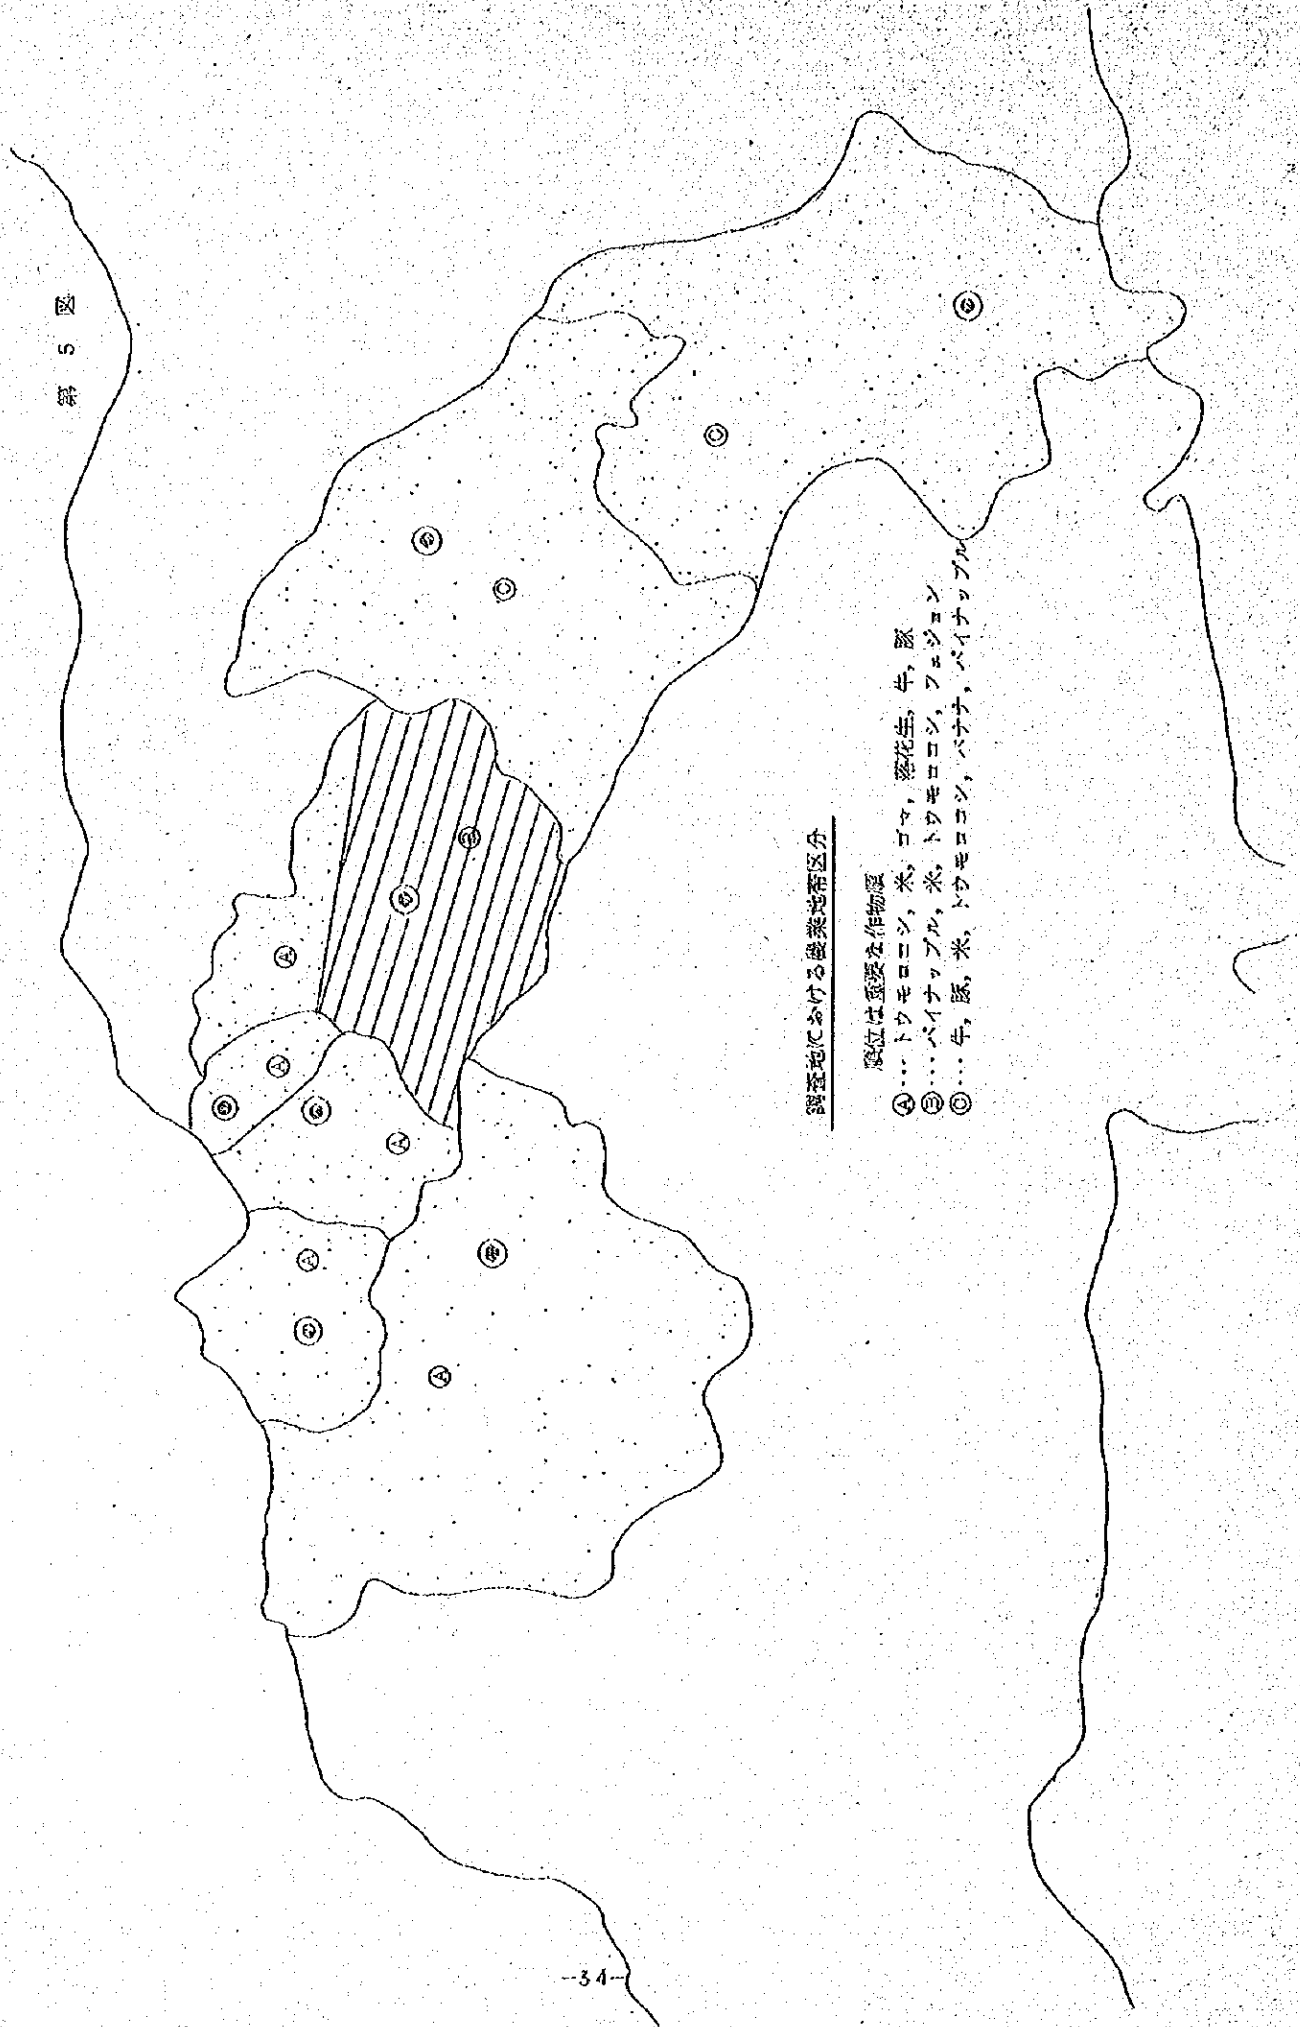 第 5 図
調査地における農業地帯区分
順位は重要な作物順
Ⓐ… トウモロコシ, 米, ゴマ, 落花生, 牛, 豚
Ⓑ… パイナップル, 米, トウモロコシ, フェジョン
Ⓒ… 牛, 豚, 米, トウモロコシ, バナナ, パイナップル
Ⓒ
Ⓒ
Ⓑ
Ⓐ
Ⓐ
Ⓐ
Ⓐ
Ⓐ
-34-